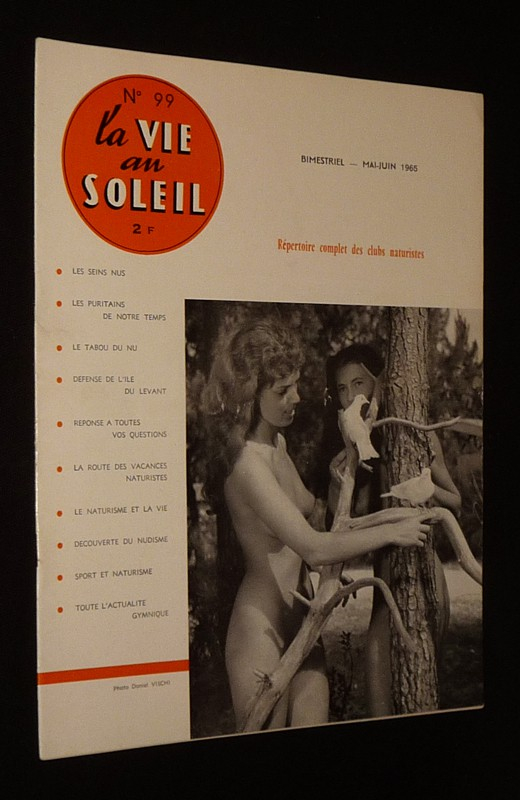 N° 99
la VIE
au
SOLEIL
2 F
BIMESTRIEL — MAI-JUIN 1965
Répertoire complet des clubs naturistes
LES SEINS NUS
LES PURITAINS
DE NOTRE TEMPS
LE TABOU DU NU
DEFENSE DE L'ILE
DU LEVANT
REPONSE A TOUTES
VOS QUESTIONS
LA ROUTE DES VACANCES
NATURISTES
LE NATURISME ET LA VIE
DECOUVERTE DU NUDISME
SPORT ET NATURISME
TOUTE L'ACTUALITE
GYMNIQUE
Photo Daniel VISCHI